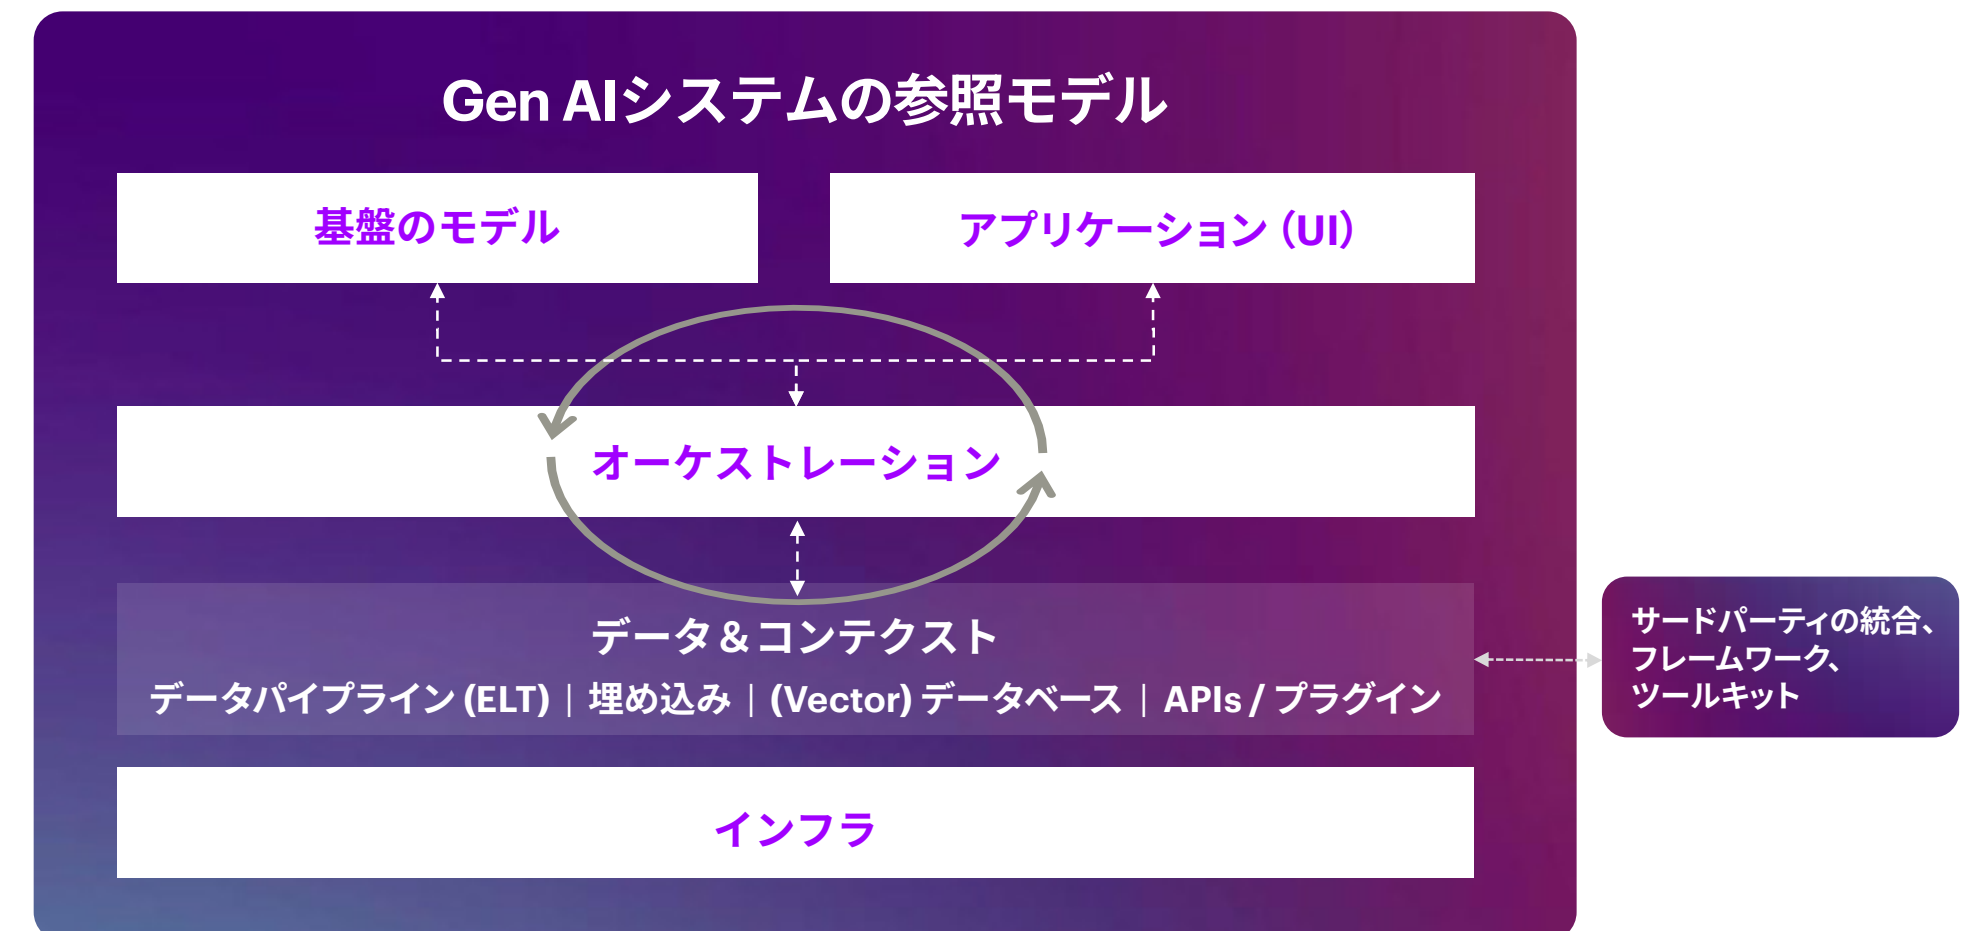 Gen AIシステムの参照モデル
基盤のモデル
アプリケーション（UI）
オーケストレーション
データ＆コンテクスト
データパイプライン (ELT)｜埋め込み｜(Vector) データベース｜APIs / プラグイン
サードパーティの統合、
フレームワーク、
ツールキット
インフラ